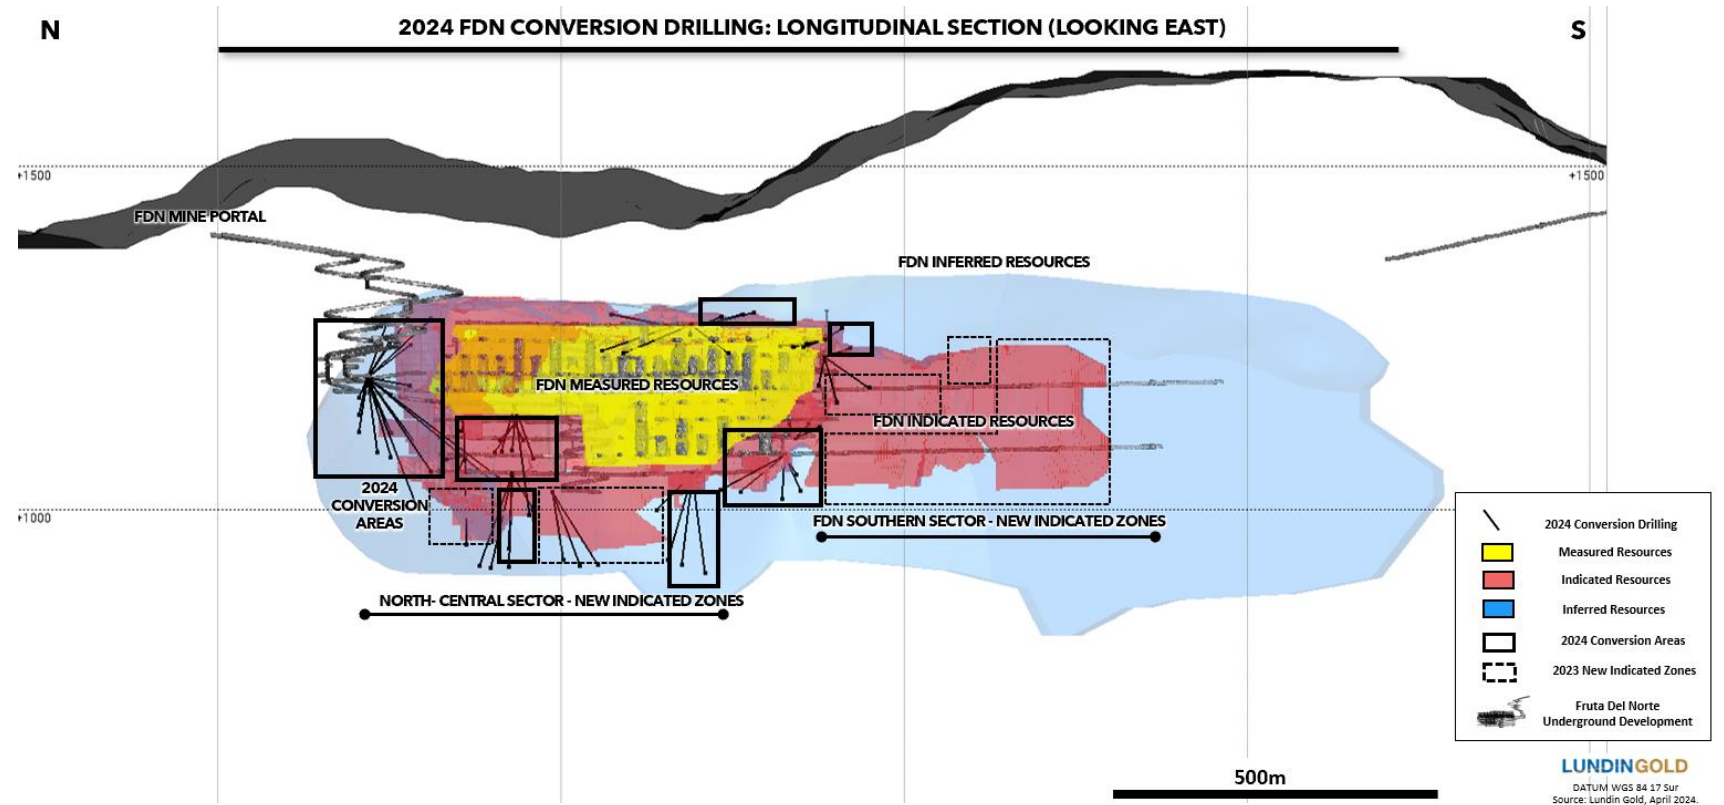 N
2024 FDN CONVERSION DRILLING: LONGITUDINAL SECTION (LOOKING EAST)
S
+1500
+1500
FDN MINE PORTAL
FDN INFERRED RESOURCES
FDN MEASURED RESOURCES
FDN INDICATED RESOURCES
2024
CONVERSION
AREAS
+1000
FDN SOUTHERN SECTOR - NEW INDICATED ZONES
NORTH- CENTRAL SECTOR - NEW INDICATED ZONES
2024 Conversion Drilling
Measured Resources
Indicated Resources
Inferred Resources
2024 Conversion Areas
2023 New Indicated Zones
Fruta Del Norte
Underground Development
500m
LUNDINGOLD
DATUM WGS 84 17 Sur
Source: Lundin Gold, April 2024.